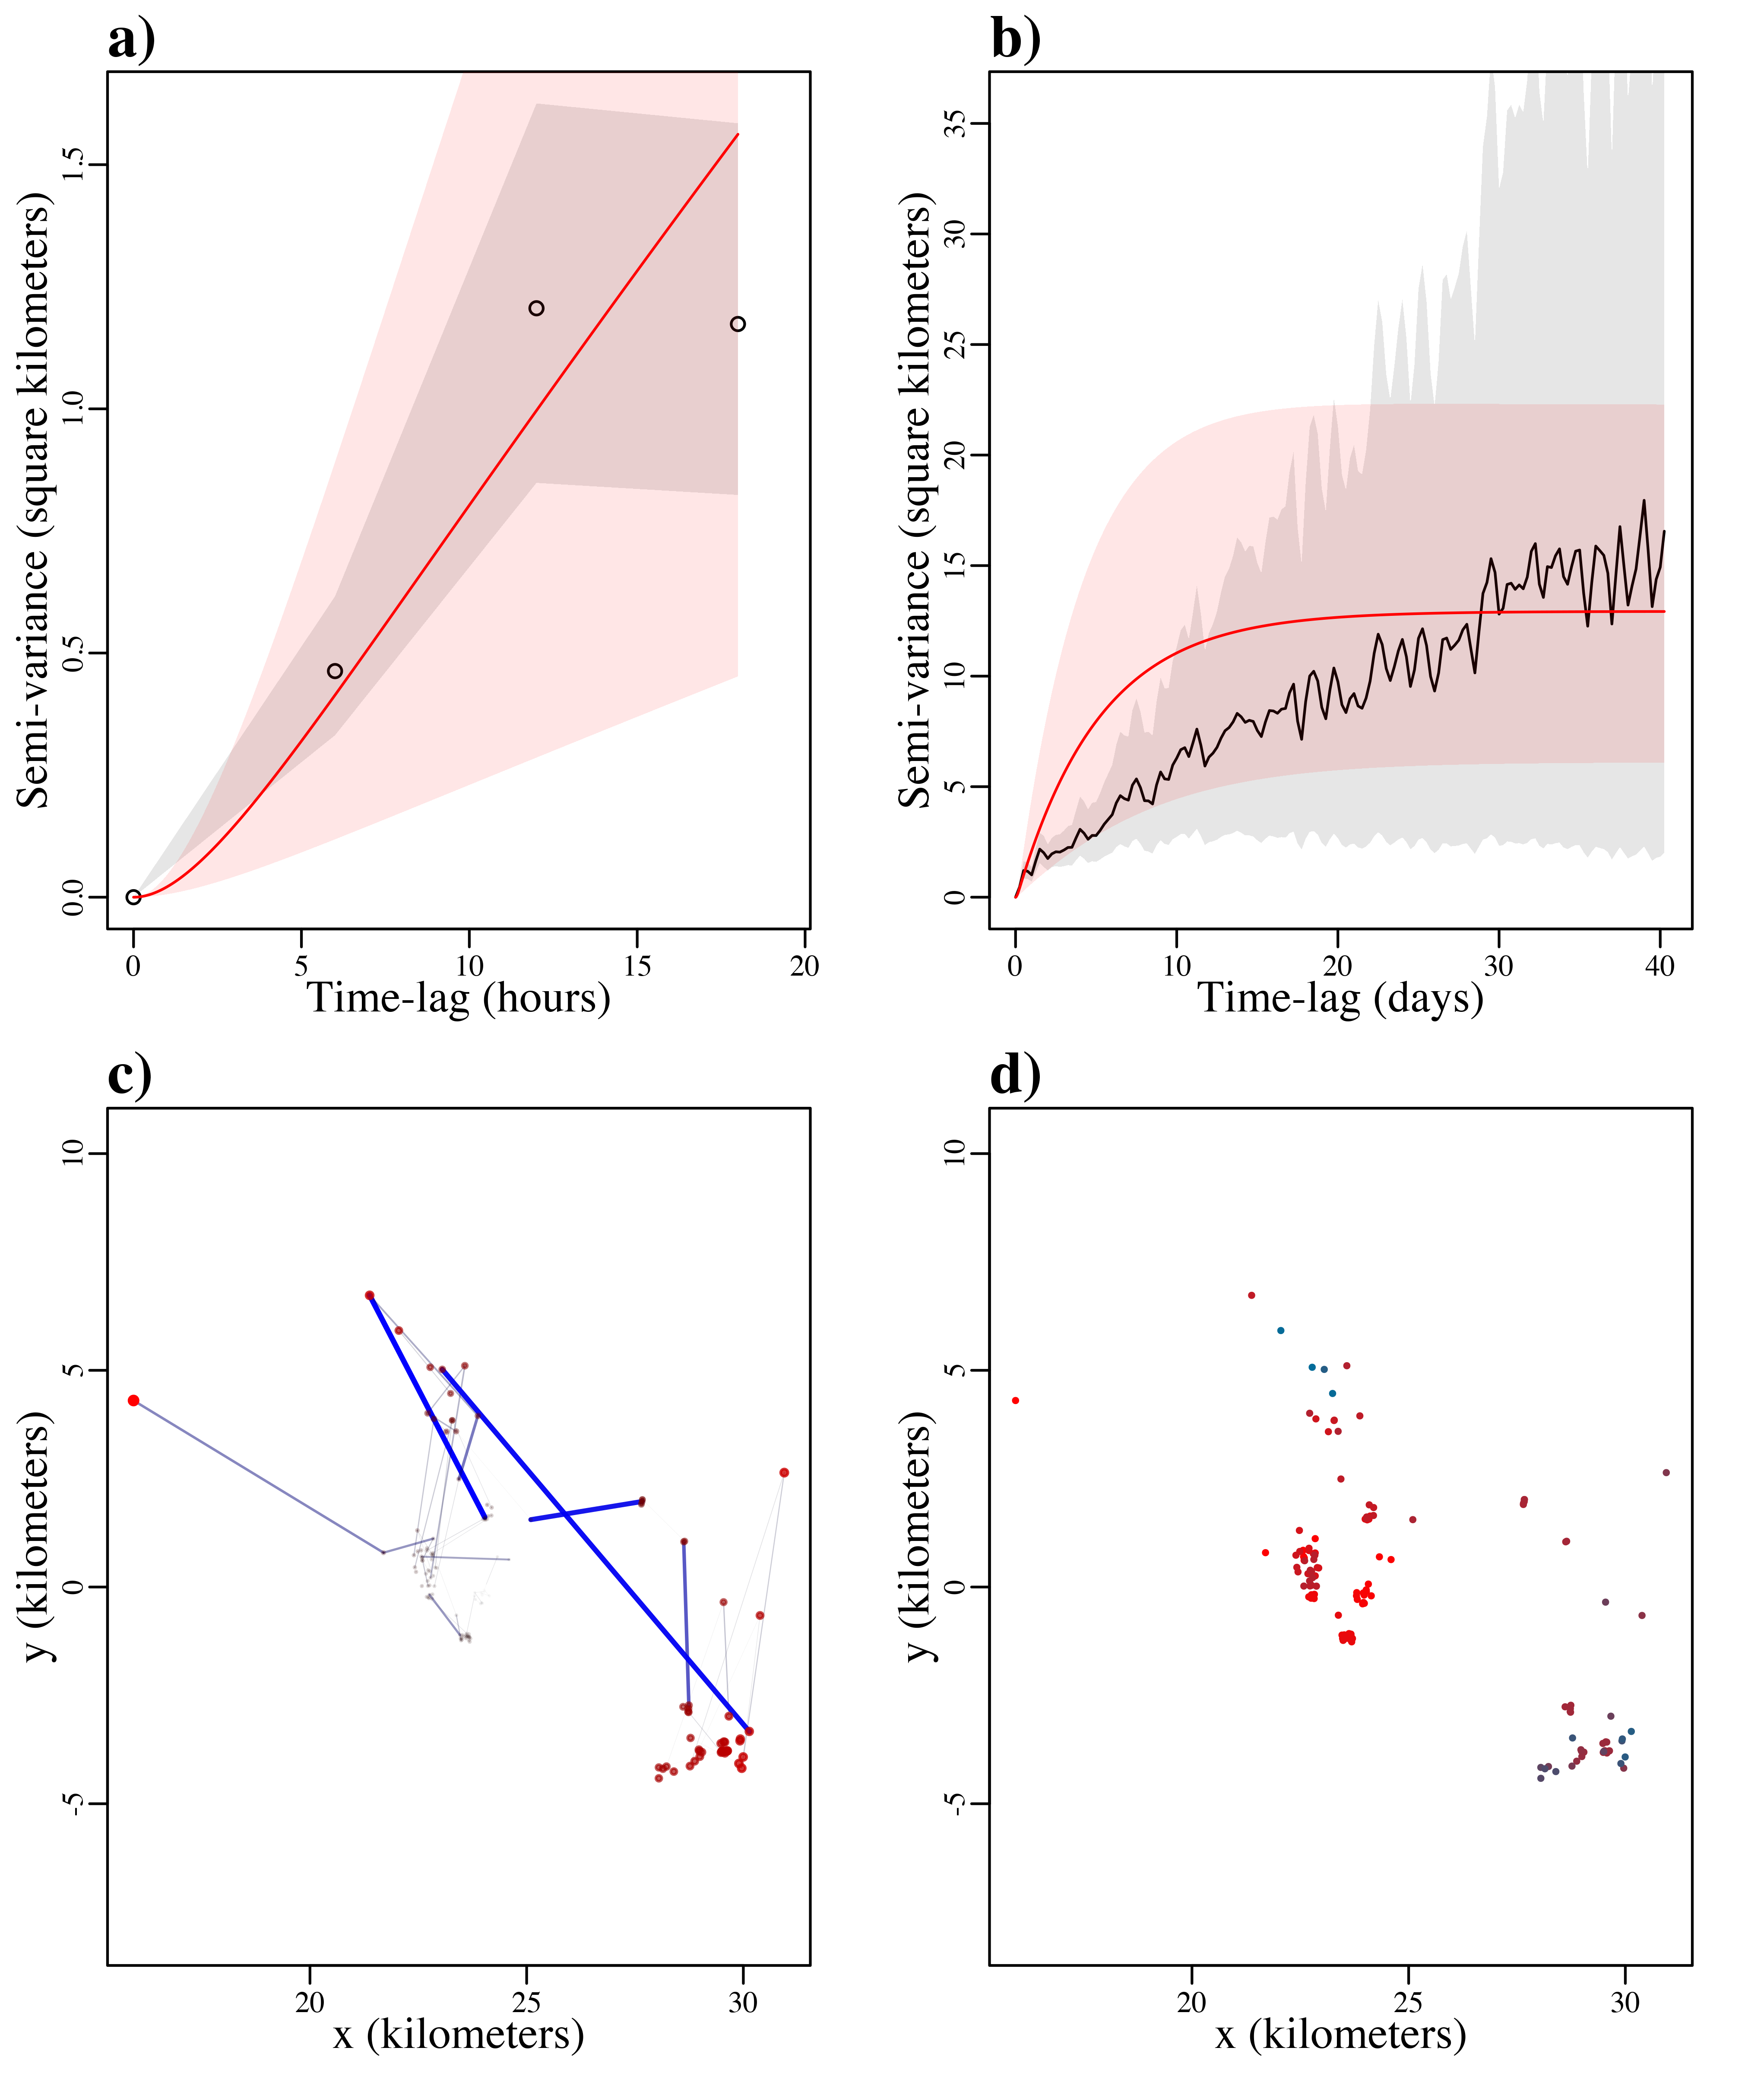 a)
Semi-variance (square kilometers)
0.0 0.5 1.0 1.5
0 5 10 15 20
Time-lag (hours)
b)
Semi-variance (square kilometers)
0 5 10 15 20 25 30 35
0 10 20 30 40
Time-lag (days)
c)
y (kilometers)
-5 0 5 10
20 25 30
x (kilometers)
d)
y (kilometers)
-5 0 5 10
20 25 30
x (kilometers)